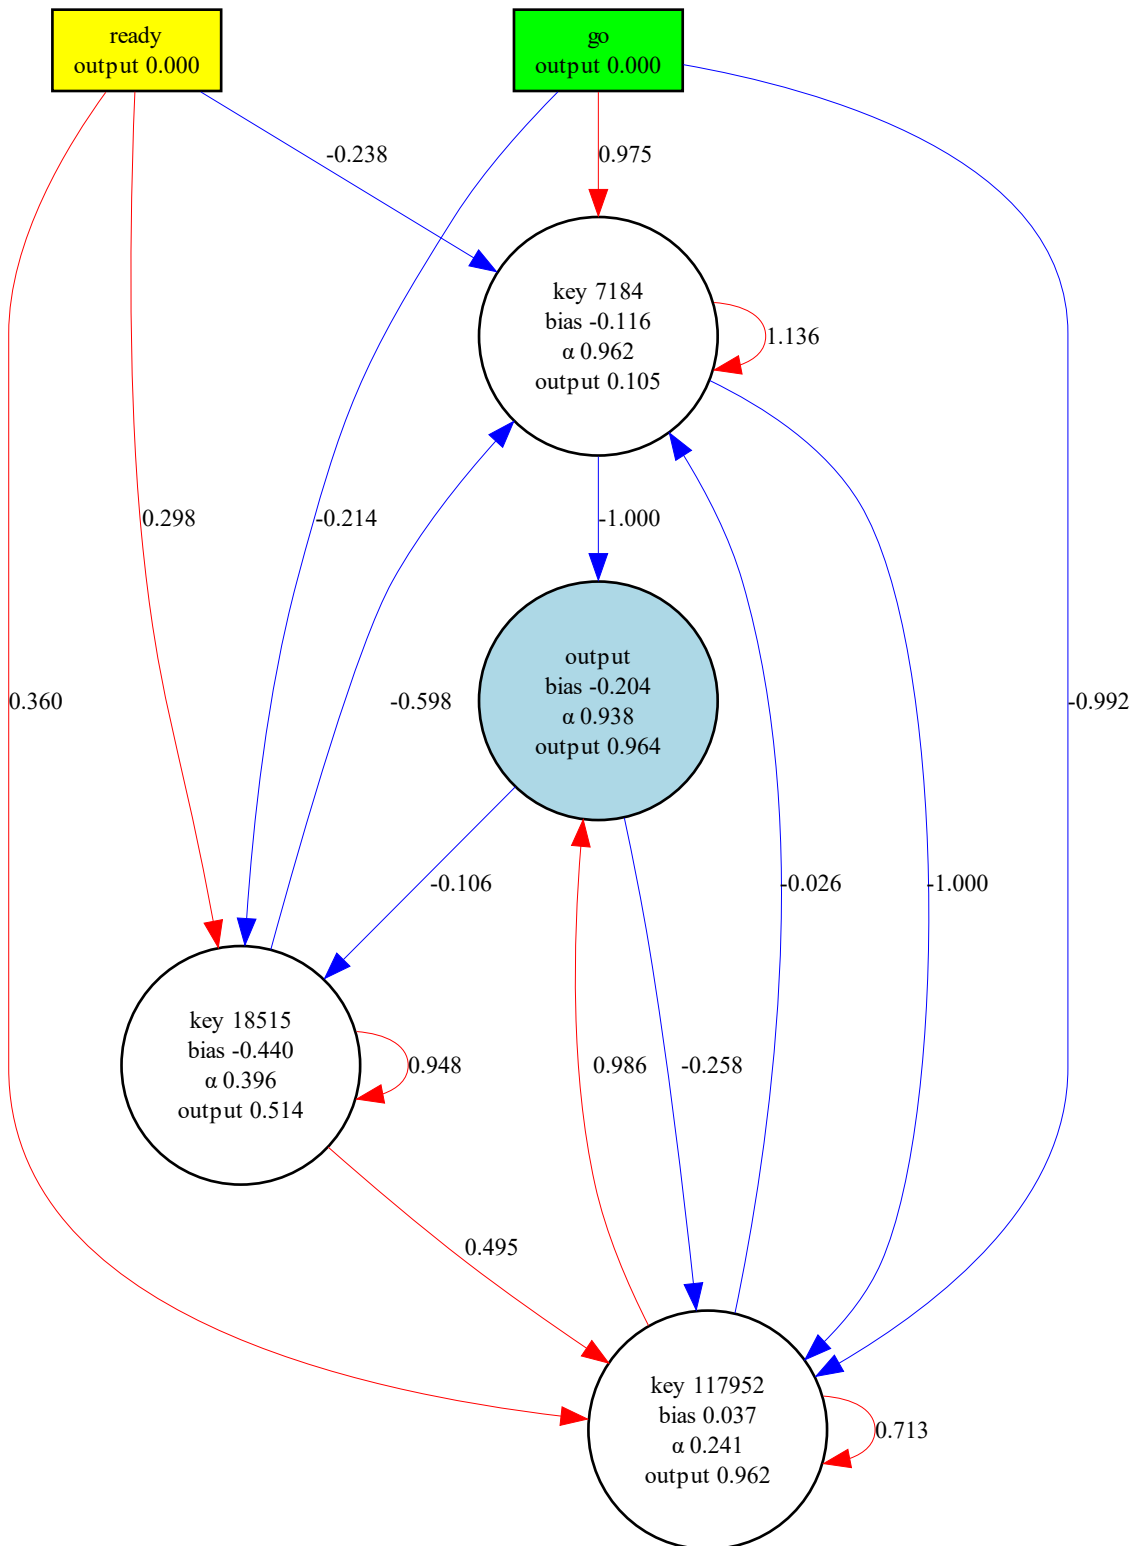 ready
output 0.000
go
output 0.000
-0.238
0.975
key 7184
bias -0.116
α 0.962
output 0.105
1.136
0.298
-0.214
-1.000
output
bias -0.204
α 0.938
output 0.964
0.360
-0.598
-0.992
-0.106
-0.026
-1.000
key 18515
bias -0.440
α 0.396
output 0.514
0.948
0.986
-0.258
0.495
key 117952
bias 0.037
α 0.241
output 0.962
0.713